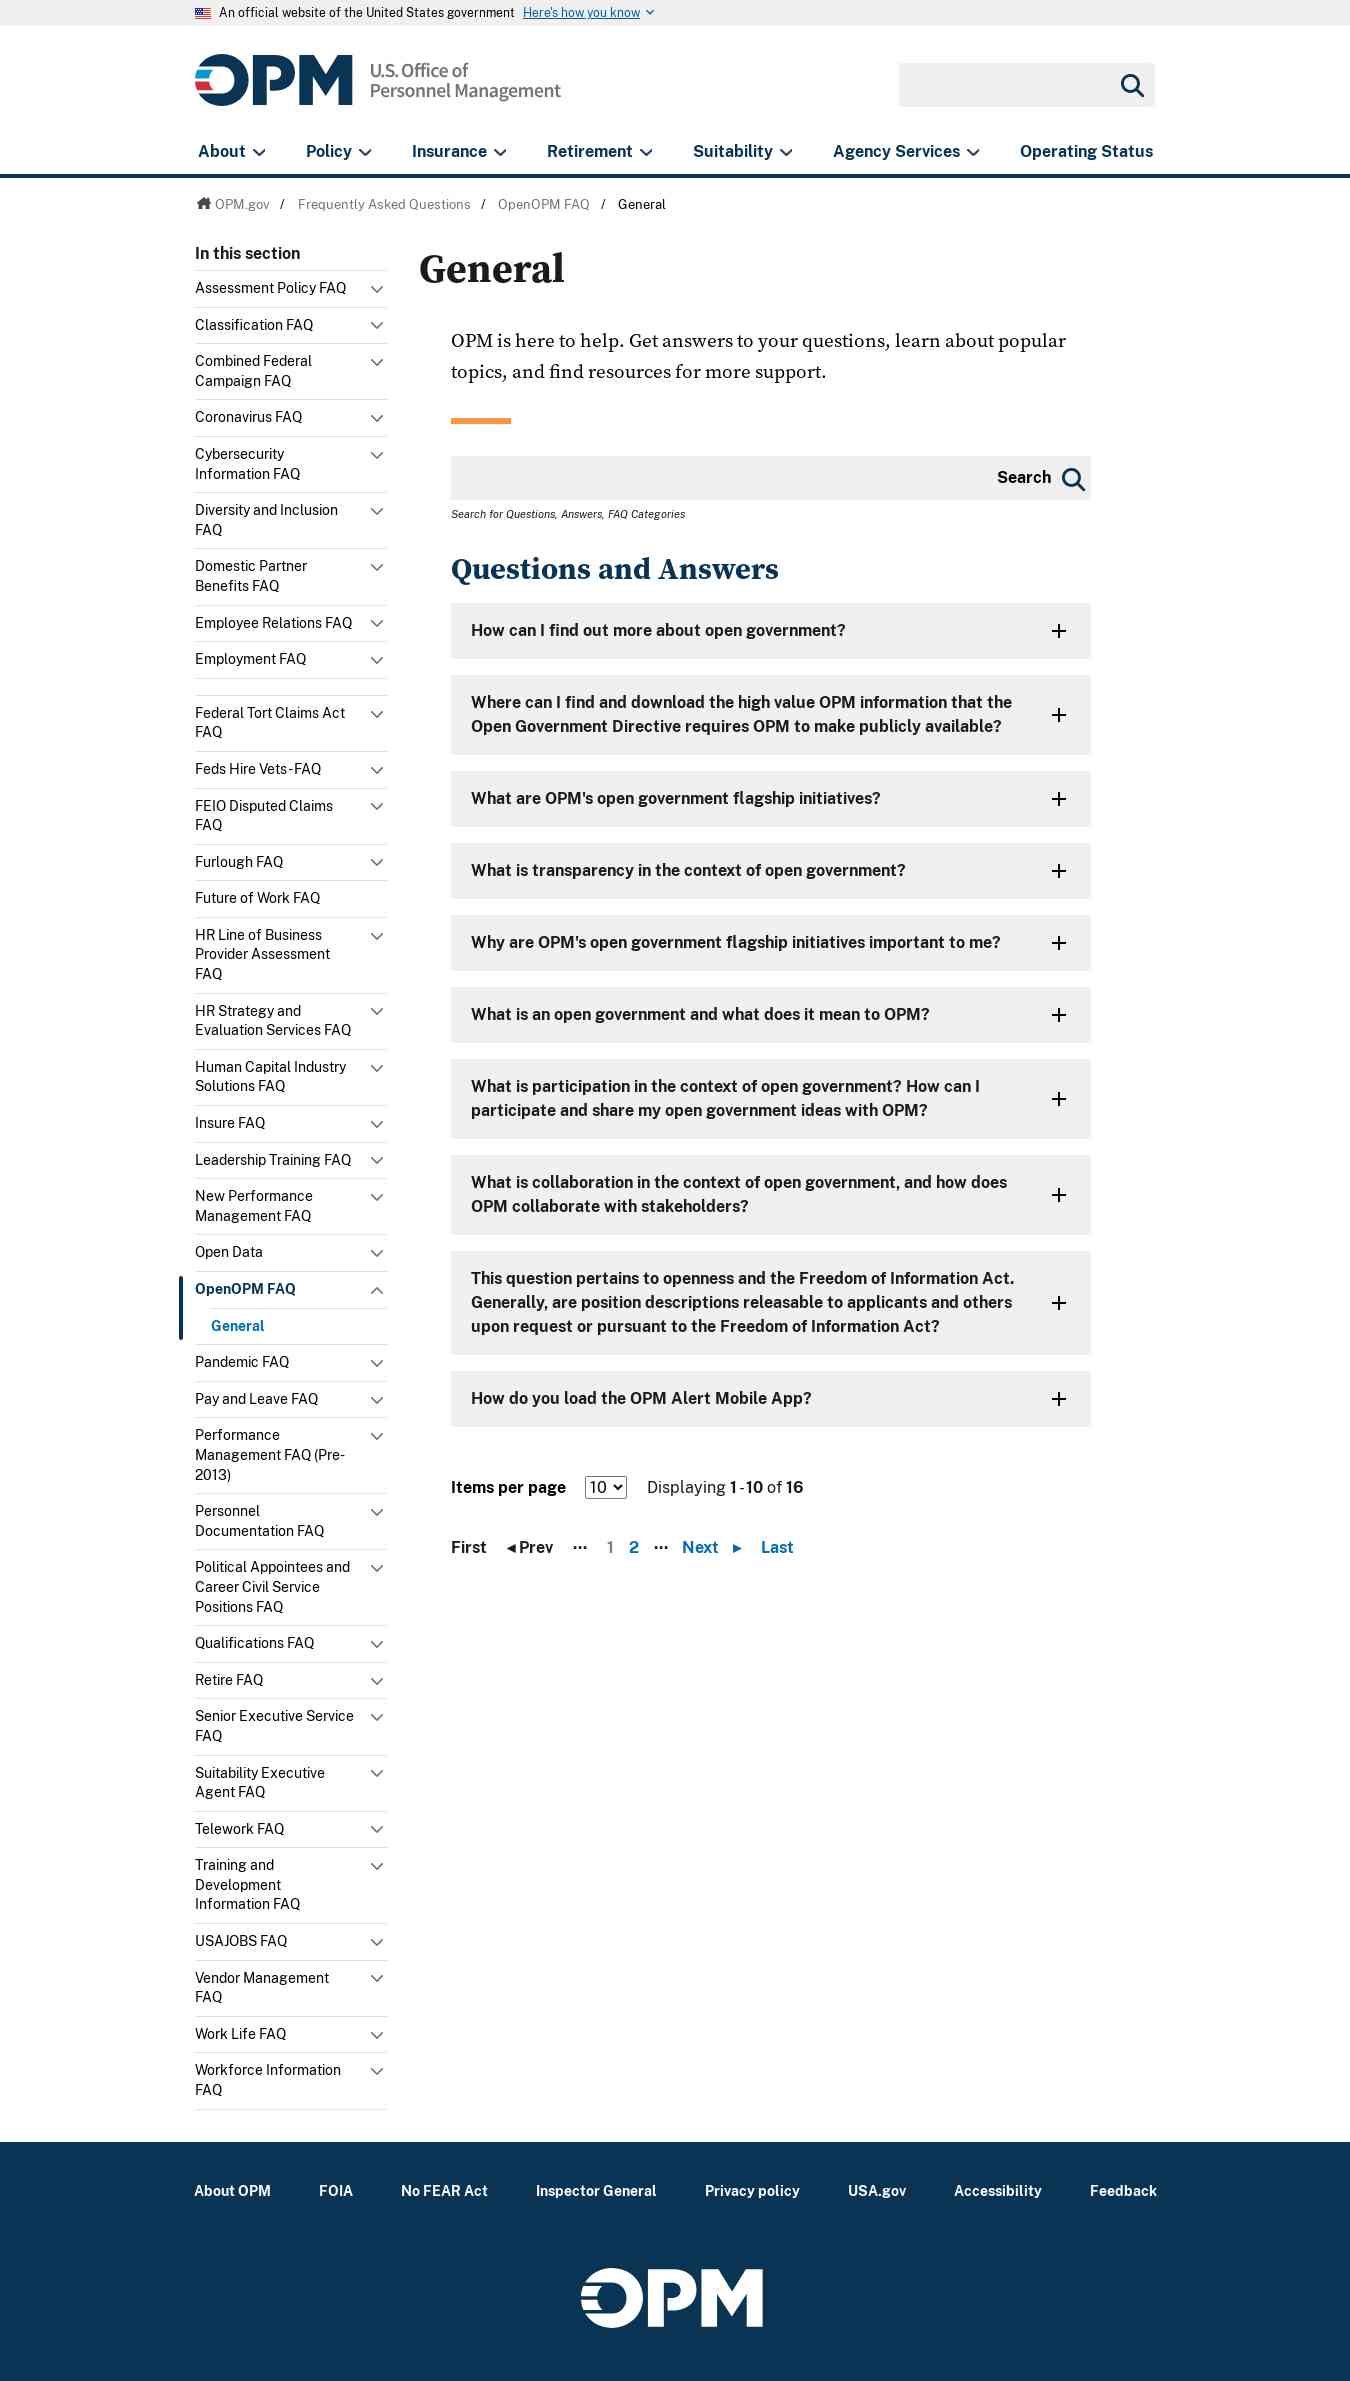 An official website of the United States government Here's how you know
OPM U.S. Office of
Personnel Management
About Policy Insurance Retirement Suitability Agency Services Operating Status
OPM.gov / Frequently Asked Questions / OpenOPM FAQ / General
In this section
Assessment Policy FAQ
Classification FAQ
Combined Federal
Campaign FAQ
Coronavirus FAQ
Cybersecurity
Information FAQ
Diversity and Inclusion
FAQ
Domestic Partner
Benefits FAQ
Employee Relations FAQ
Employment FAQ
Federal Tort Claims Act
FAQ
Feds Hire Vets - FAQ
FEIO Disputed Claims
FAQ
Furlough FAQ
Future of Work FAQ
HR Line of Business
Provider Assessment
FAQ
HR Strategy and
Evaluation Services FAQ
Human Capital Industry
Solutions FAQ
Insure FAQ
Leadership Training FAQ
New Performance
Management FAQ
Open Data
OpenOPM FAQ
General
Pandemic FAQ
Pay and Leave FAQ
Performance
Management FAQ (Pre-
2013)
Personnel
Documentation FAQ
Political Appointees and
Career Civil Service
Positions FAQ
Qualifications FAQ
Retire FAQ
Senior Executive Service
FAQ
Suitability Executive
Agent FAQ
Telework FAQ
Training and
Development
Information FAQ
USAJOBS FAQ
Vendor Management
FAQ
Work Life FAQ
Workforce Information
FAQ
General
OPM is here to help. Get answers to your questions, learn about popular
topics, and find resources for more support.
Search
Search for Questions, Answers, FAQ Categories
Questions and Answers
How can I find out more about open government?
Where can I find and download the high value OPM information that the
Open Government Directive requires OPM to make publicly available?
What are OPM's open government flagship initiatives?
What is transparency in the context of open government?
Why are OPM's open government flagship initiatives important to me?
What is an open government and what does it mean to OPM?
What is participation in the context of open government? How can I
participate and share my open government ideas with OPM?
What is collaboration in the context of open government, and how does
OPM collaborate with stakeholders?
This question pertains to openness and the Freedom of Information Act.
Generally, are position descriptions releasable to applicants and others
upon request or pursuant to the Freedom of Information Act?
How do you load the OPM Alert Mobile App?
Items per page 10 Displaying 1 - 10 of 16
First ◂ Prev ··· 1 2 ··· Next ▸ Last
About OPM FOIA No FEAR Act Inspector General Privacy policy USA.gov Accessibility Feedback
OPM